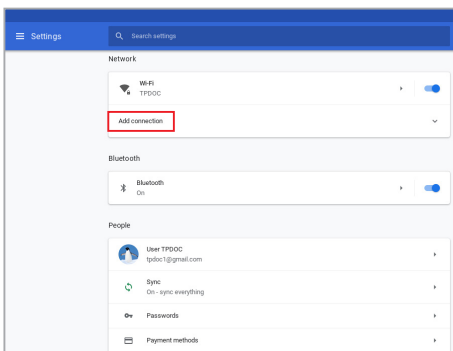 Settings
Search settings
Network
Wi-Fi
TPDOC
Add connection
Bluetooth
Bluetooth
On
People
User TPDOC
tpdoc1@gmail.com
Sync
On - sync everything
Passwords
Payment methods